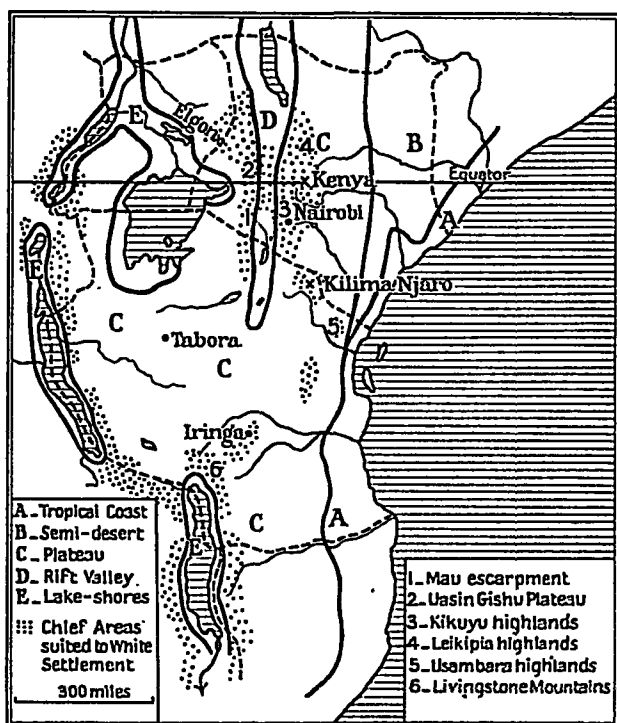 E
Elgon
D
4
C
B
2
Kenya
Equator
3
Nairobi
1
A
E
Kilima Njaro
C
5
Tabora
C
Iringa
6
C
A
E
A_Tropical Coast
B_Semi-desert
C_Plateau
D_Rift Valley
E_Lake-shores
Chief Areas
suited to White
Settlement
300 miles
1_Mau escarpment
2_Uasin Gishu Plateau
3_Kikuyu highlands
4_Leikipia highlands
5_Usambara highlands
6_Livingstone Mountains